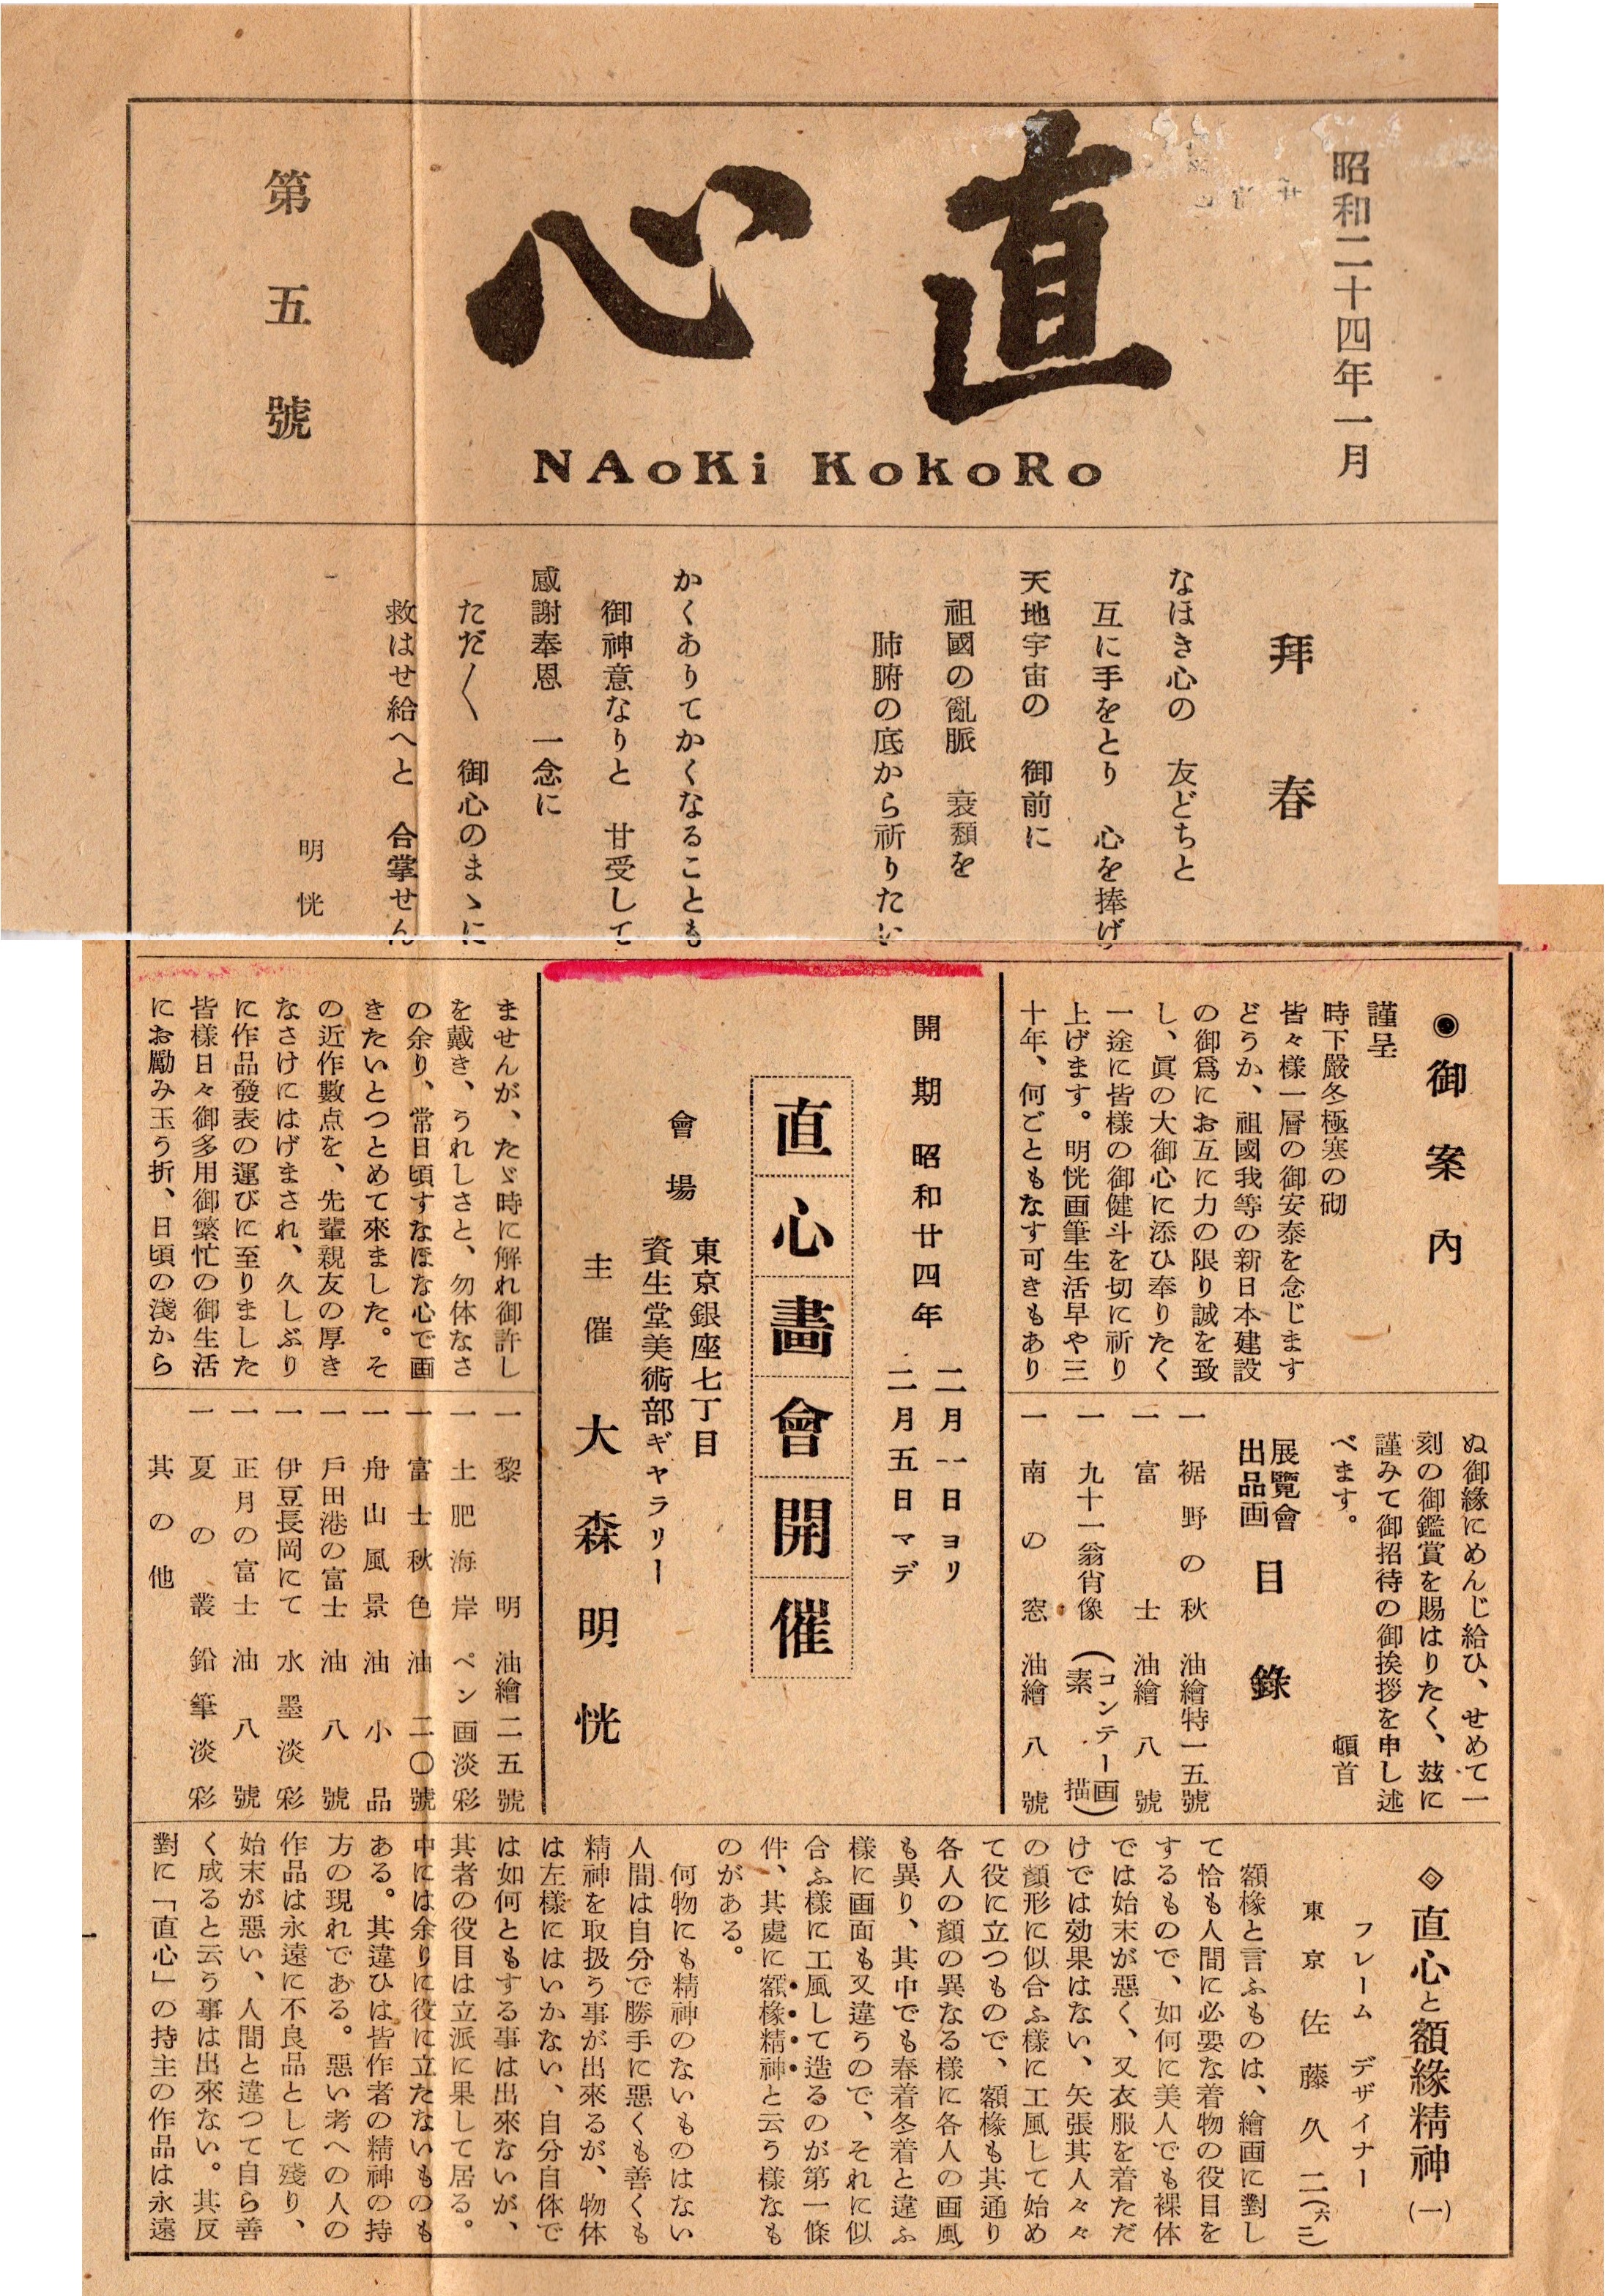 昭和二十四年一月
直心
NAoKi KoKoRo
第五號
拜春
なほき心の　友どちと
互に手をとり　心を捧げ
天地宇宙の　御前に
祖國の亂脈　衰頽を
肺腑の底から祈りたい
かくありてかくなることも
御神意なりと　甘受して
感謝奉恩　一念に
ただ〳〵　御心のまゝに
救はせ給へと　合掌せん
明恍
◉御案内
謹呈
時下嚴冬極寒の砌
皆々樣一層の御安泰を念じます
どうか、祖國我等の新日本建設
の御爲にお互に力の限り誠を致
し、眞の大御心に添ひ奉りたく
一途に皆樣の御健斗を切に祈り
上げます。明恍画筆生活早や三
十年、何ごともなす可きもあり
開期　昭和廿四年　二月一日ヨリ
二月五日マデ
直心畫會開催
會場　東京銀座七丁目
資生堂美術部ギャラリー
主催　大森明恍
ませんが、たゞ時に解れ御許し
を戴き、うれしさと、勿体なさ
の余り、常日頃すなほな心で画
きたいとつとめて來ました。そ
の近作數点を、先輩親友の厚き
なさけにはげまされ、久しぶり
に作品發表の運びに至りました
皆樣日々御多用御繁忙の御生活
にお勵み玉う折、日頃の淺から
ぬ御緣にめんじ給ひ、せめて一
刻の御鑑賞を賜はりたく、玆に
謹みて御招待の御挨拶を申し述
べます。　頓首
展覽會
出品画　目錄
一　裾野の秋　油繪特一五號
一　富士　油繪　八號
一　九十一翁肖像　（コンテー画
素描）
一　南の窓　油繪　八號
一　黎明　油繪二五號
一　土肥海岸　ペン画淡彩
一　富士秋色　油　二〇號
一　舟山風景　油　小品
一　戶田港の富士　油　八號
一　伊豆長岡にて　水墨淡彩
一　正月の富士　油　八號
一　夏の叢　鉛筆淡彩
其の他
◈直心と額緣精神（一）
フレーム　デザイナー
東京　佐藤久二（六三）
額椽と言ふものは、繪画に對し
て恰も人間に必要な着物の役目を
するもので、如何に美人でも裸体
では始末が惡く、又衣服を着ただ
けでは効果はない、矢張其人々々
の顏形に似合ふ樣に工風して始め
て役に立つもので、額椽も其通り
各人の顏の異なる樣に各人の画風
も異り、其中でも春着冬着と違ふ
樣に画面も又違うので、それに似
合ふ樣に工風して造るのが第一條
件、其處に額椽精神と云う樣なも
のがある。
何物にも精神のないものはない
人間は自分で勝手に惡くも善くも
精神を取扱う事が出來るが、物体
は左樣にはいかない、自分自体で
は如何ともする事は出來ないが、
其者の役目は立派に果して居る。
中には余りに役に立たないものも
ある。其違ひは皆作者の精神の持
方の現れである。惡い考への人の
作品は永遠に不良品として殘り、
始末が惡い、人間と違つて自ら善
く成ると云う事は出來ない。其反
對に「直心」の持主の作品は永遠
一